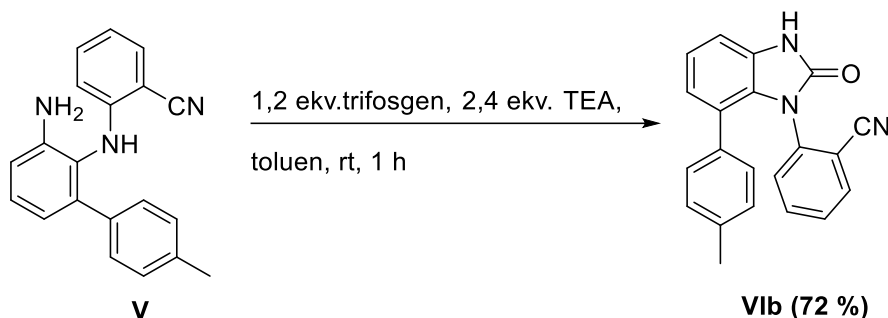 CN
NH2
NH
V
1,2 ekv.trifosgen, 2,4 ekv. TEA,
toluen, rt, 1 h
H
N
O
N
CN
VIb (72 %)